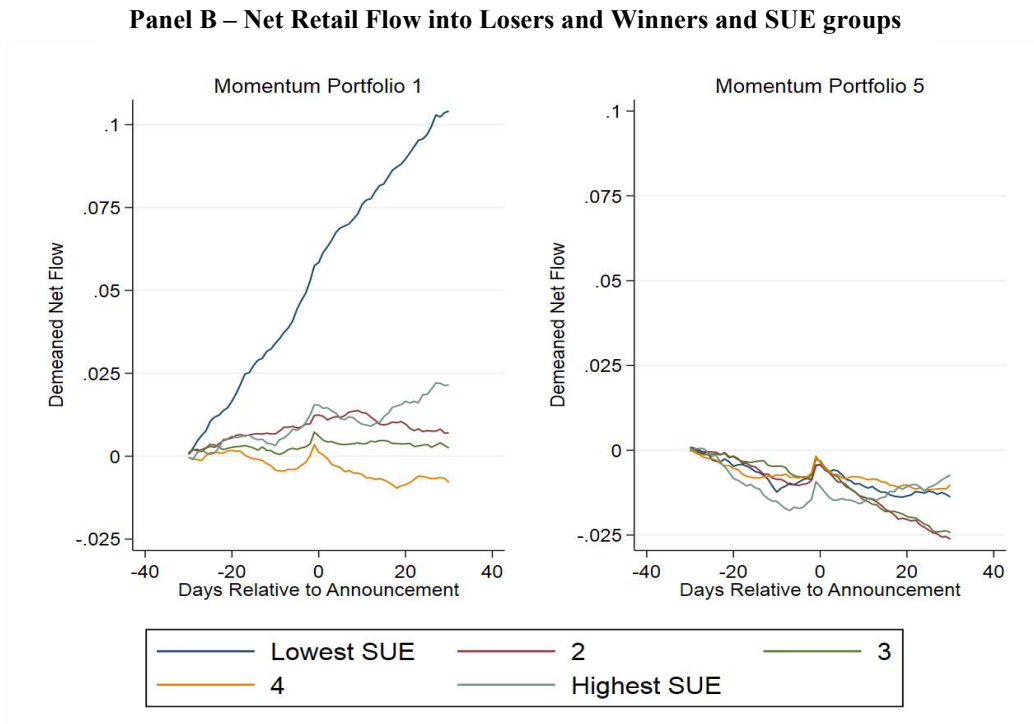 Panel B – Net Retail Flow into Losers and Winners and SUE groups
Momentum Portfolio 1
Demeaned Net Flow
.1
.075
.05
.025
0
-.025
-40 -20 0 20 40
Days Relative to Announcement
Momentum Portfolio 5
Demeaned Net Flow
.1
.075
.05
.025
0
-.025
-40 -20 0 20 40
Days Relative to Announcement
Lowest SUE 2 3
4 Highest SUE